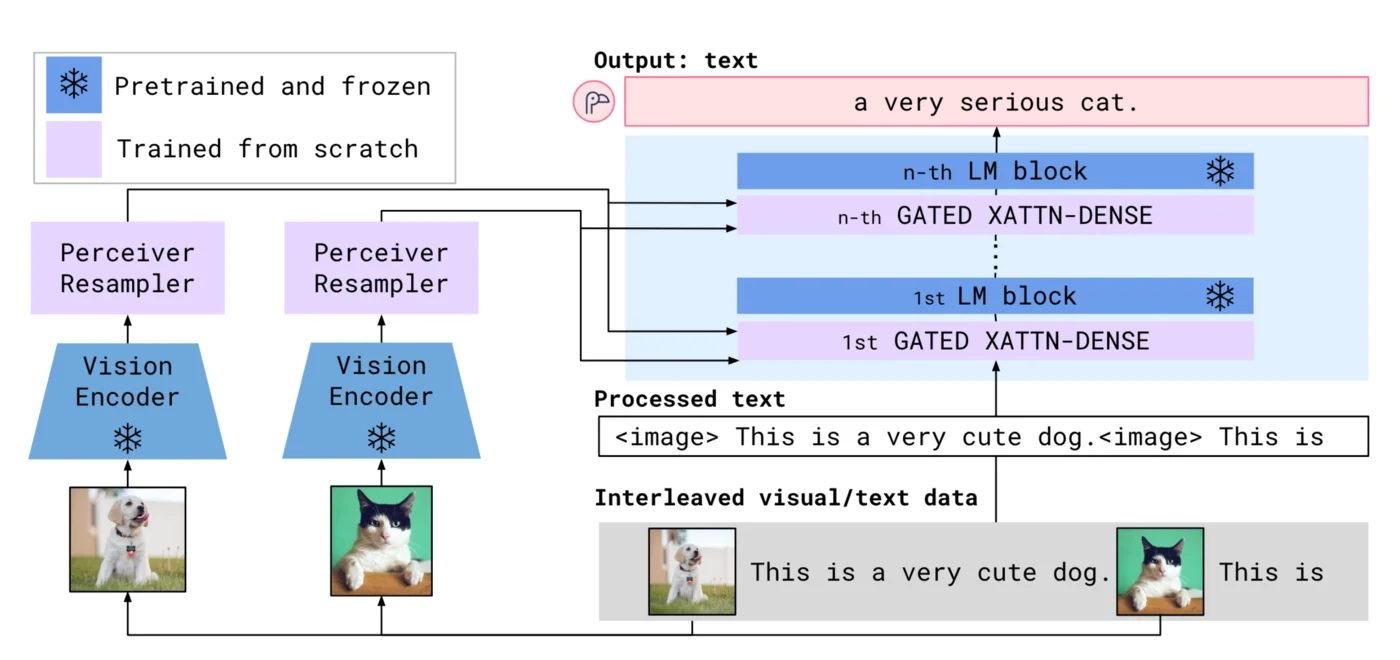 Pretrained and frozen
Trained from scratch
Perceiver
Resampler
Perceiver
Resampler
Vision
Encoder
Vision
Encoder
Output: text
a very serious cat.
n-th LM block
n-th GATED XATTN-DENSE
1st LM block
1st GATED XATTN-DENSE
Processed text
<image> This is a very cute dog.<image> This is
Interleaved visual/text data
This is a very cute dog. This is